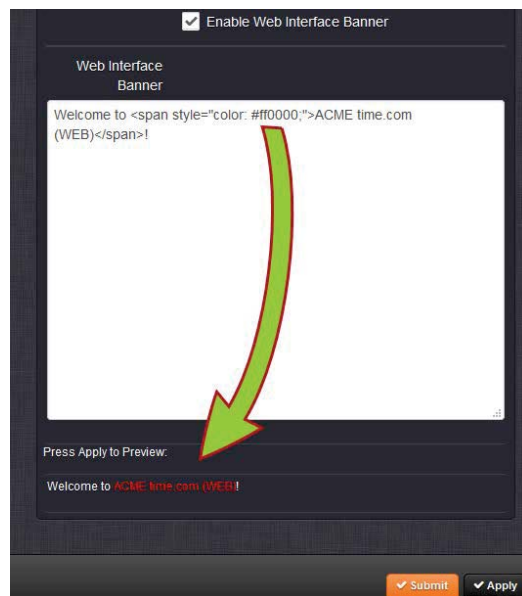 Enable Web Interface Banner
Web Interface
Banner
Welcome to <span style="color: #ff0000;">ACME time.com
(WEB)</span>!
Press Apply to Preview:
Welcome to ACME time.com (WEB)!
Submit
Apply